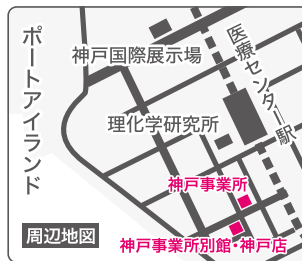 ポートアイランド
神戸国際展示場
医療センター駅
理化学研究所
神戸事業所
周辺地図
神戸事業所別館・神戸店